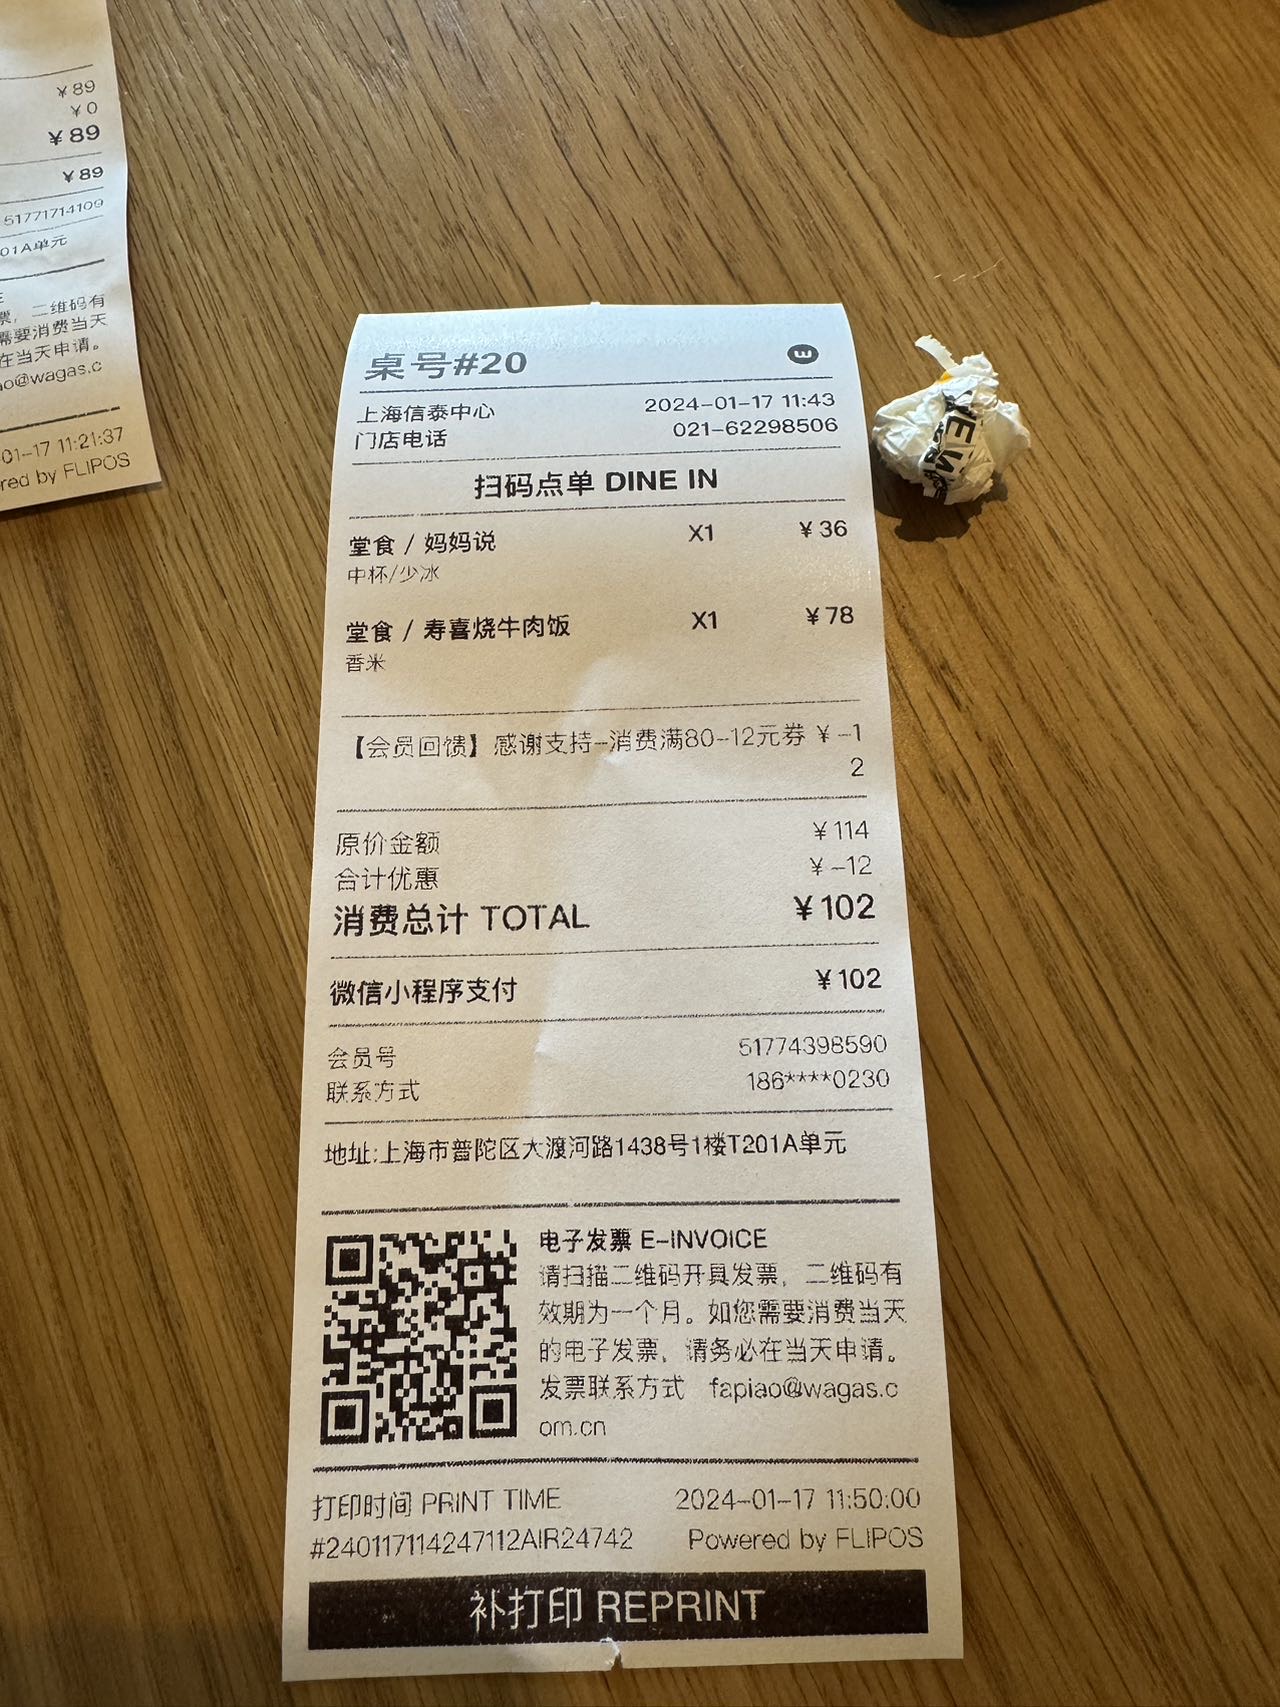 ¥89
¥0
¥89
¥89
51771714109
01A单元
票，二维码有
需要消费当天
在当天申请。
ao@wagas.c
01-17 11:21:37
red by FLIPOS
桌号#20
上海信泰中心 2024-01-17 11:43
门店电话 021-62298506
扫码点单 DINE IN
堂食 / 妈妈说 X1 ¥36
中杯/少冰
堂食 / 寿喜烧牛肉饭 X1 ¥78
香米
【会员回馈】感谢支持-消费满80-12元券 ¥-1
2
原价金额 ¥114
合计优惠 ¥-12
消费总计 TOTAL ¥102
微信小程序支付 ¥102
会员号 51774398590
联系方式 186****0230
地址:上海市普陀区大渡河路1438号1楼T201A单元
电子发票 E-INVOICE
请扫描二维码开具发票，二维码有
效期为一个月。如您需要消费当天
的电子发票，请务必在当天申请。
发票联系方式 fapiao@wagas.c
om.cn
打印时间 PRINT TIME 2024-01-17 11:50:00
#240117114247112AIR24742 Powered by FLIPOS
补打印 REPRINT